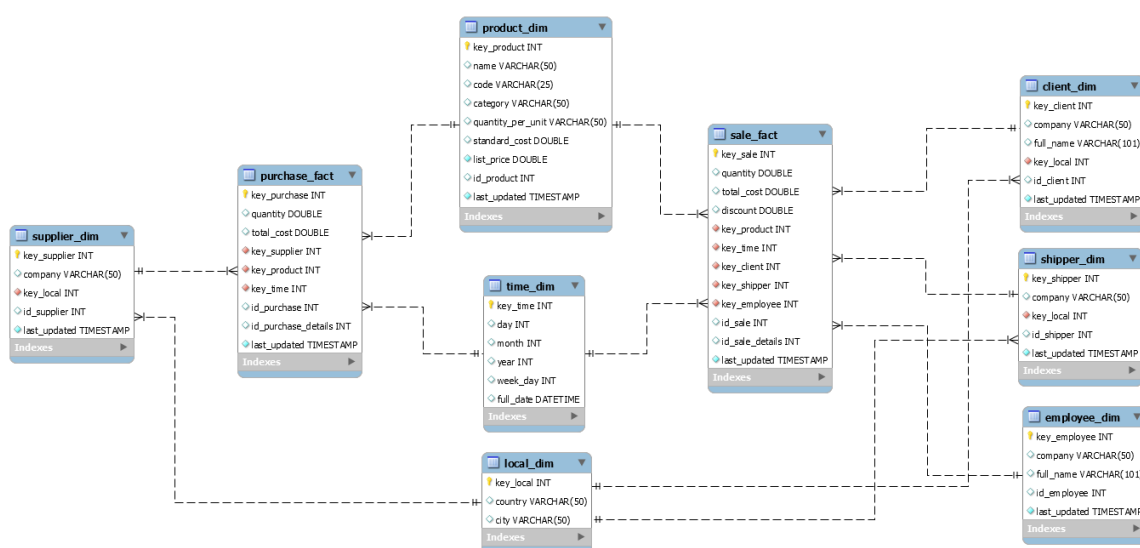 product_dim
key_product INT
name VARCHAR(50)
code VARCHAR(25)
category VARCHAR(50)
quantity_per_unit VARCHAR(50)
standard_cost DOUBLE
list_price DOUBLE
id_product INT
last_updated TIMESTAMP
Indexes
client_dim
key_client INT
company VARCHAR(50)
full_name VARCHAR(101)
key_local INT
id_client INT
last_updated TIMESTAMP
Indexes
sale_fact
key_sale INT
quantity DOUBLE
total_cost DOUBLE
discount DOUBLE
key_product INT
key_time INT
key_client INT
key_shipper INT
key_employee INT
id_sale INT
id_sale_details INT
last_updated TIMESTAMP
Indexes
purchase_fact
key_purchase INT
quantity DOUBLE
total_cost DOUBLE
key_supplier INT
key_product INT
key_time INT
id_purchase INT
id_purchase_details INT
last_updated TIMESTAMP
Indexes
supplier_dim
key_supplier INT
company VARCHAR(50)
key_local INT
id_supplier INT
last_updated TIMESTAMP
Indexes
time_dim
key_time INT
day INT
month INT
year INT
week_day INT
full_date DATETIME
Indexes
shipper_dim
key_shipper INT
company VARCHAR(50)
key_local INT
id_shipper INT
last_updated TIMESTAMP
Indexes
local_dim
key_local INT
country VARCHAR(50)
city VARCHAR(50)
Indexes
employee_dim
key_employee INT
company VARCHAR(50)
full_name VARCHAR(101)
id_employee INT
last_updated TIMESTAMP
Indexes